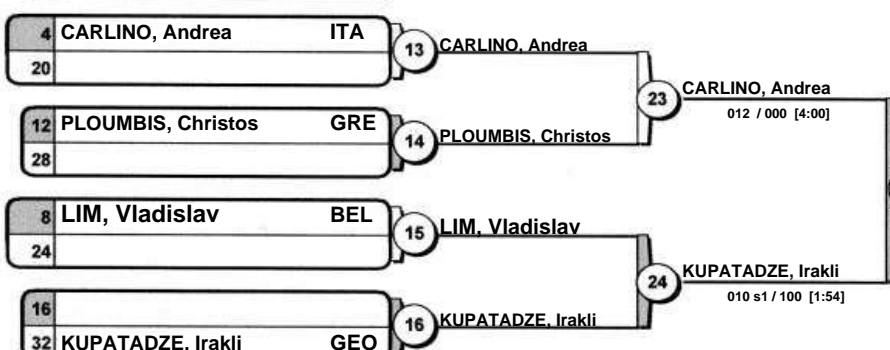 4 CARLINO, Andrea ITA
20
13 CARLINO, Andrea
12 PLOUMBIS, Christos GRE
28
14 PLOUMBIS, Christos
23 CARLINO, Andrea
012 / 000 [4:00]
8 LIM, Vladislav BEL
24
15 LIM, Vladislav
16
32 KUPATADZE, Irakli GEO
16 KUPATADZE, Irakli
24 KUPATADZE, Irakli
010 s1 / 100 [1:54]